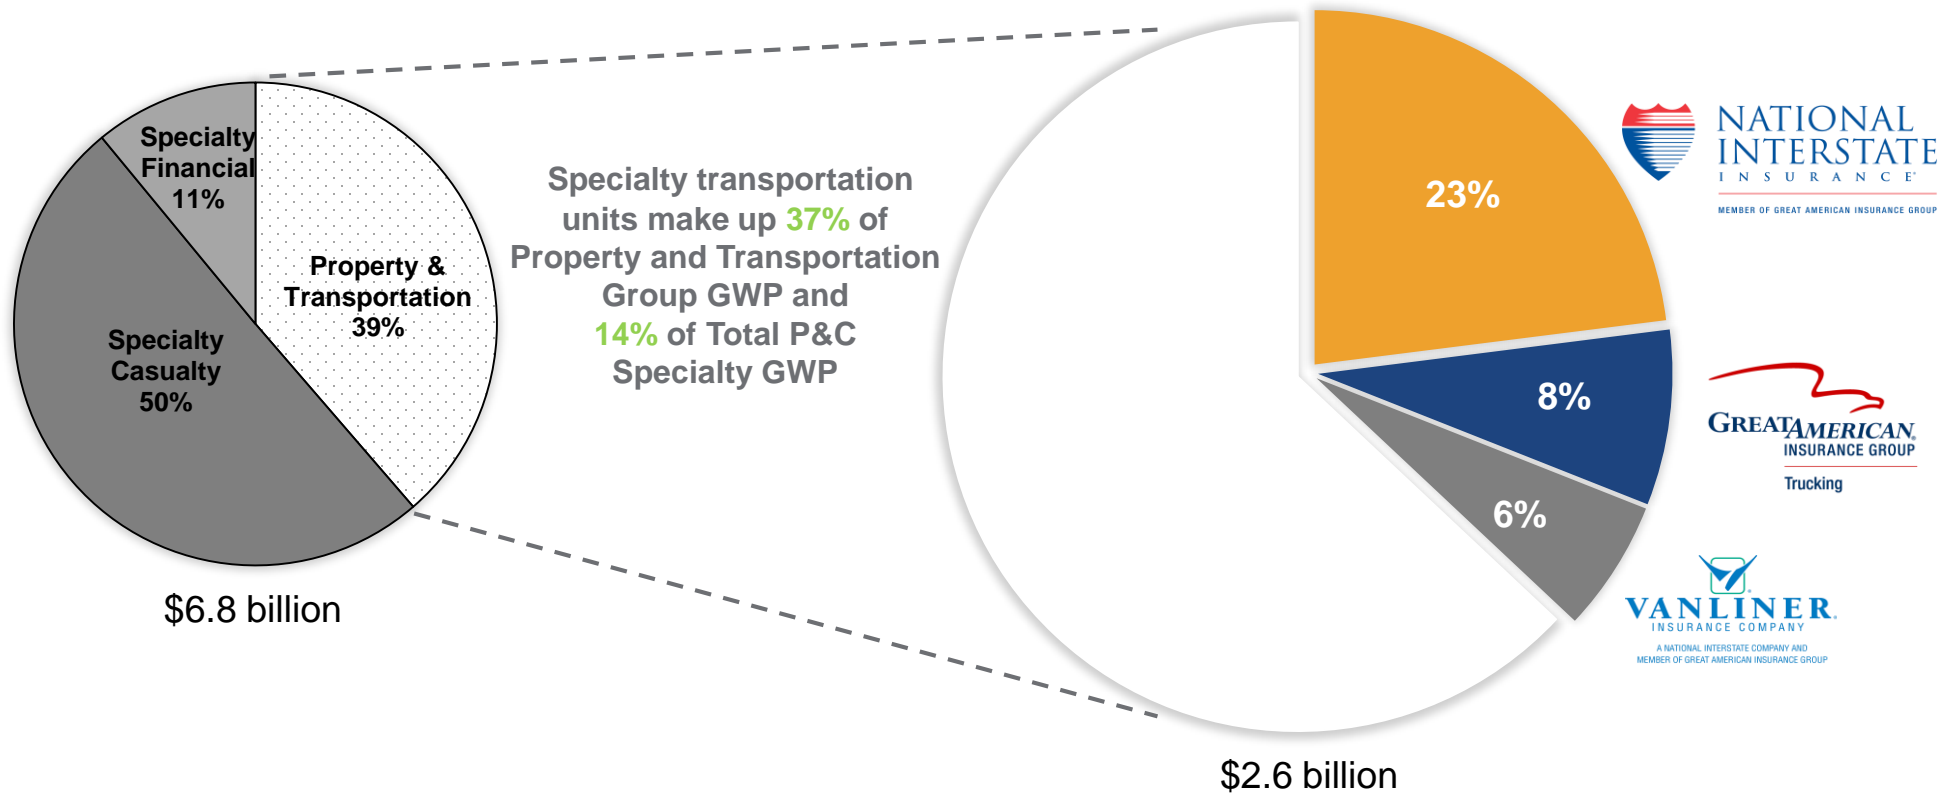 Specialty
Financial
11%
Property &
Transportation
39%
Specialty
Casualty
50%
$6.8 billion
Specialty transportation
units make up 37% of
Property and Transportation
Group GWP and
14% of Total P&C
Specialty GWP
23%
8%
6%
$2.6 billion
NATIONAL
INTERSTATE
INSURANCE
MEMBER OF GREAT AMERICAN INSURANCE GROUP
GREATAMERICAN®
INSURANCE GROUP
Trucking
VANLINER®
INSURANCE COMPANY
A NATIONAL INTERSTATE COMPANY AND
MEMBER OF GREAT AMERICAN INSURANCE GROUP